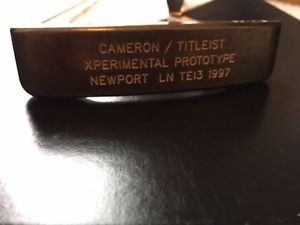 CAMERON / TITLEIST
XPERIMENTAL PROTOTYPE
NEWPORT LN TEI3 1997